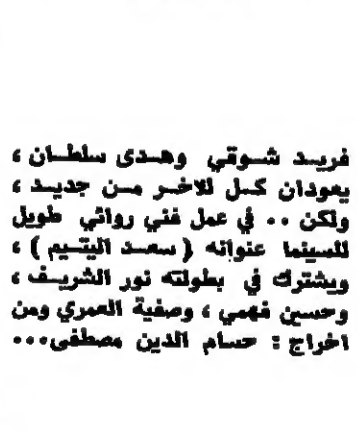 فريد شوقي وهدى سلطان ،
يعودان كل للاخر من جديد ،
ولكن .. في عمل فني روائي طويل
للسينما عنوانه ( سعد اليتيم ) ،
ويشترك في بطولته نور الشريف ،
وحسين فهمي ، وصفية العمري ومن
اخراج : حسام الدين مصطفى...